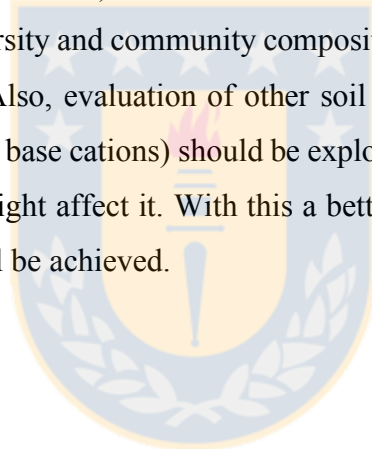 rsity and community composit
Also, evaluation of other soil
base cations) should be explo
ight affect it. With this a bett
l be achieved.